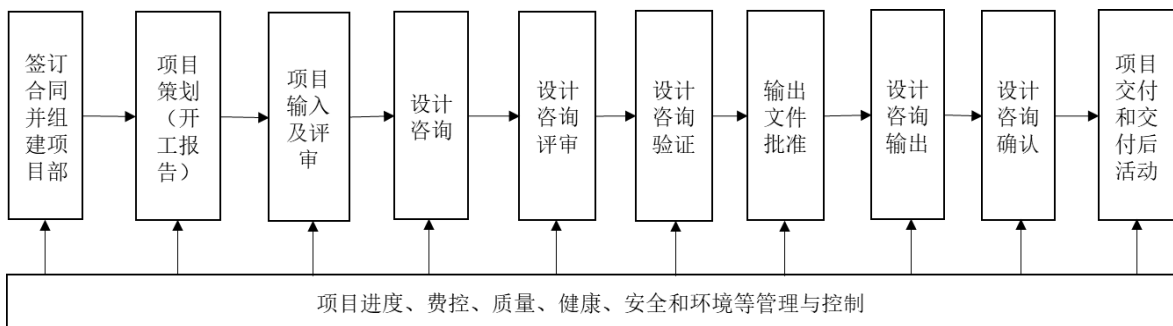 签订
合同
并组
建项
目部
项目
策划
（开
工报
告）
项目
输入
及评
审
设计
咨询
设计
咨询
评审
设计
咨询
验证
输出
文件
批准
设计
咨询
输出
设计
咨询
确认
项目
交付
和交
付后
活动
项目进度、费控、质量、健康、安全和环境等管理与控制